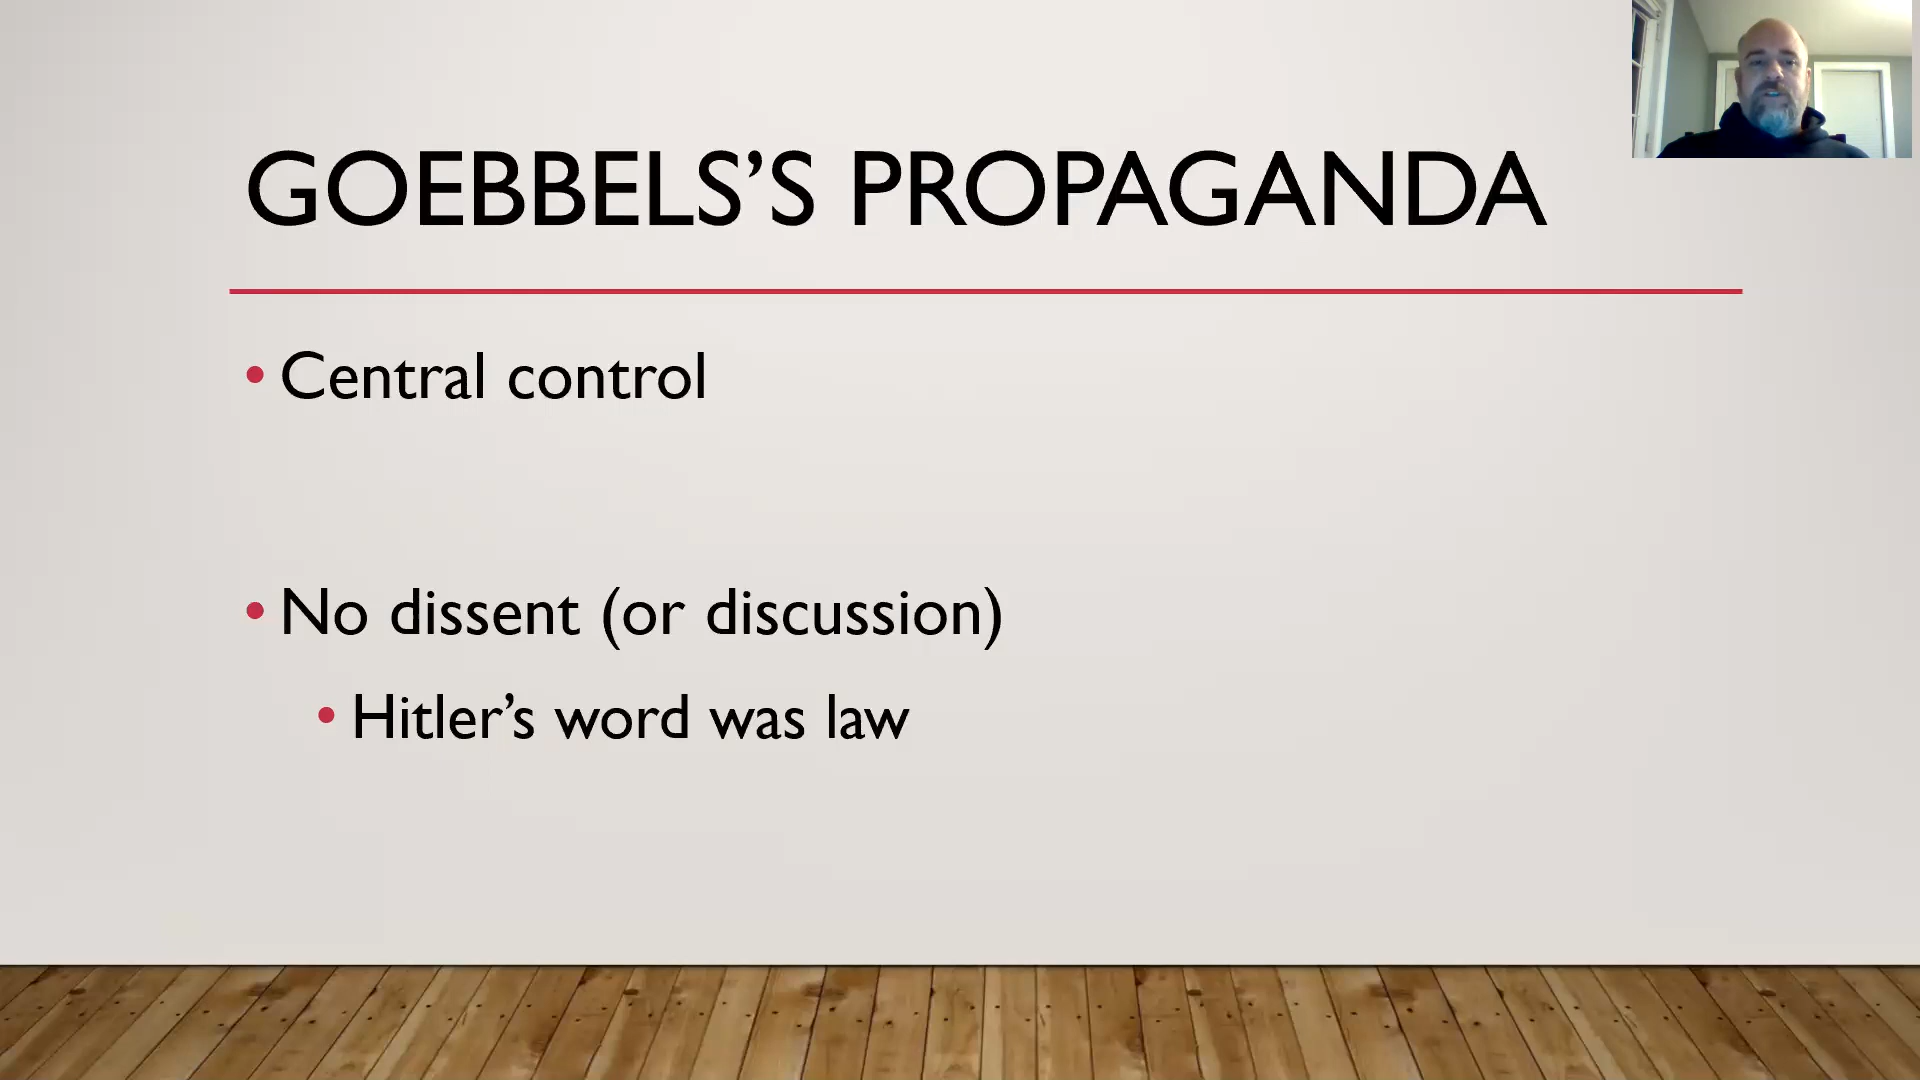 GOEBBELS’S PROPAGANDA
• Central control
• No dissent (or discussion)
• Hitler’s word was law